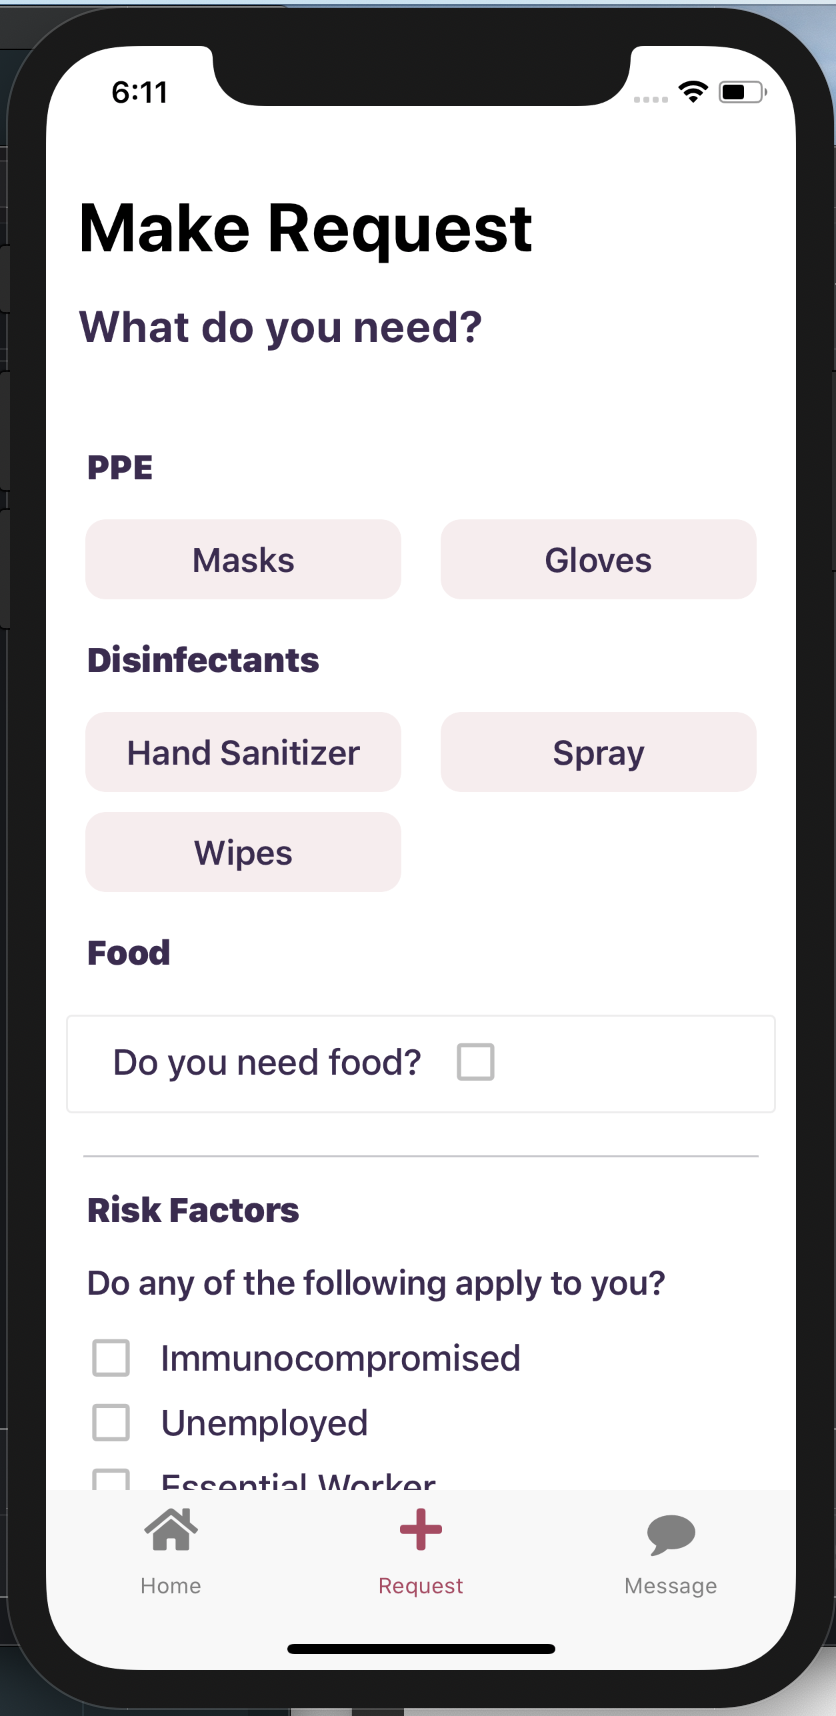 6:11
Make Request
What do you need?
PPE
Masks Gloves
Disinfectants
Hand Sanitizer Spray
Wipes
Food
Do you need food?
Risk Factors
Do any of the following apply to you?
Immunocompromised
Unemployed
Essential Worker
Home Request Message